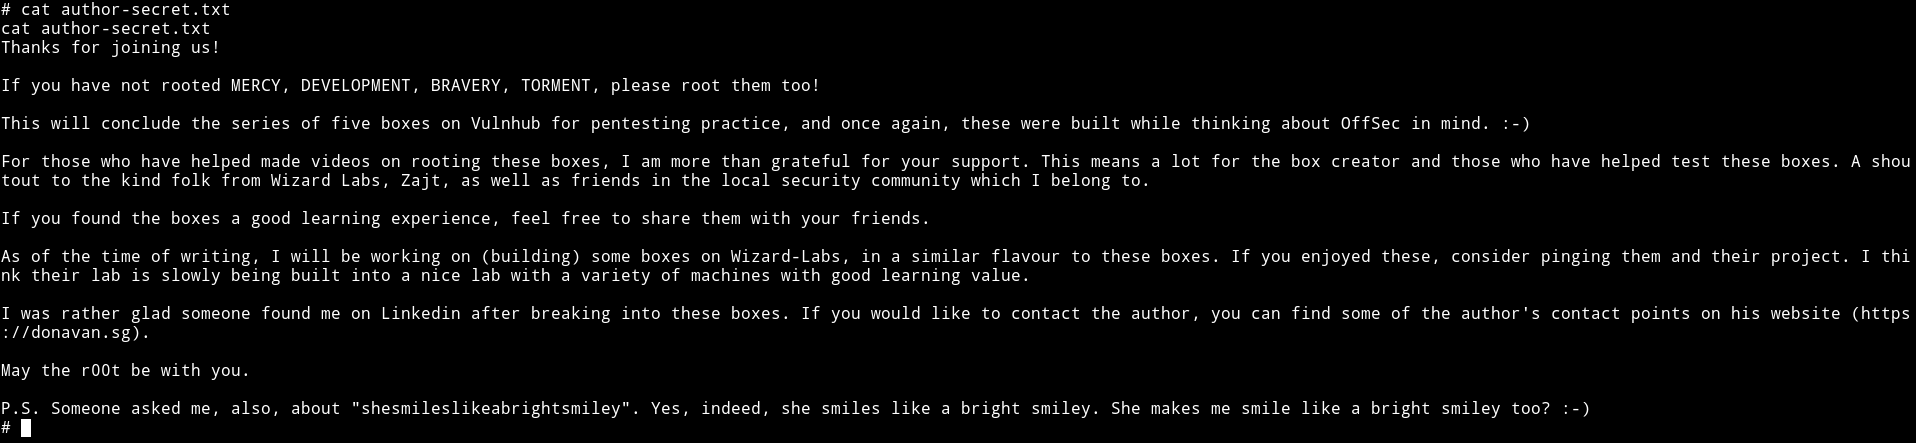 # cat author-secret.txt
cat author-secret.txt
Thanks for joining us!
If you have not rooted MERCY, DEVELOPMENT, BRAVERY, TORMENT, please root them too!
This will conclude the series of five boxes on Vulnhub for pentesting practice, and once again, these were built while thinking about OffSec in mind. :-)
For those who have helped made videos on rooting these boxes, I am more than grateful for your support. This means a lot for the box creator and those who have helped test these boxes. A shou
tout to the kind folk from Wizard Labs, Zajt, as well as friends in the local security community which I belong to.
If you found the boxes a good learning experience, feel free to share them with your friends.
As of the time of writing, I will be working on (building) some boxes on Wizard-Labs, in a similar flavour to these boxes. If you enjoyed these, consider pinging them and their project. I thi
nk their lab is slowly being built into a nice lab with a variety of machines with good learning value.
I was rather glad someone found me on Linkedin after breaking into these boxes. If you would like to contact the author, you can find some of the author's contact points on his website (https
://donavan.sg).
May the r00t be with you.
P.S. Someone asked me, also, about "shesmileslikeabrightsmiley". Yes, indeed, she smiles like a bright smiley. She makes me smile like a bright smiley too? :-)
#